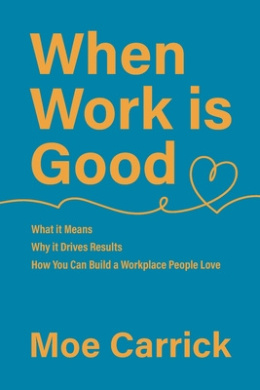 When
Work is
Good
What it Means
Why it Drives Results
How You Can Build a Workplace People Love
Moe Carrick